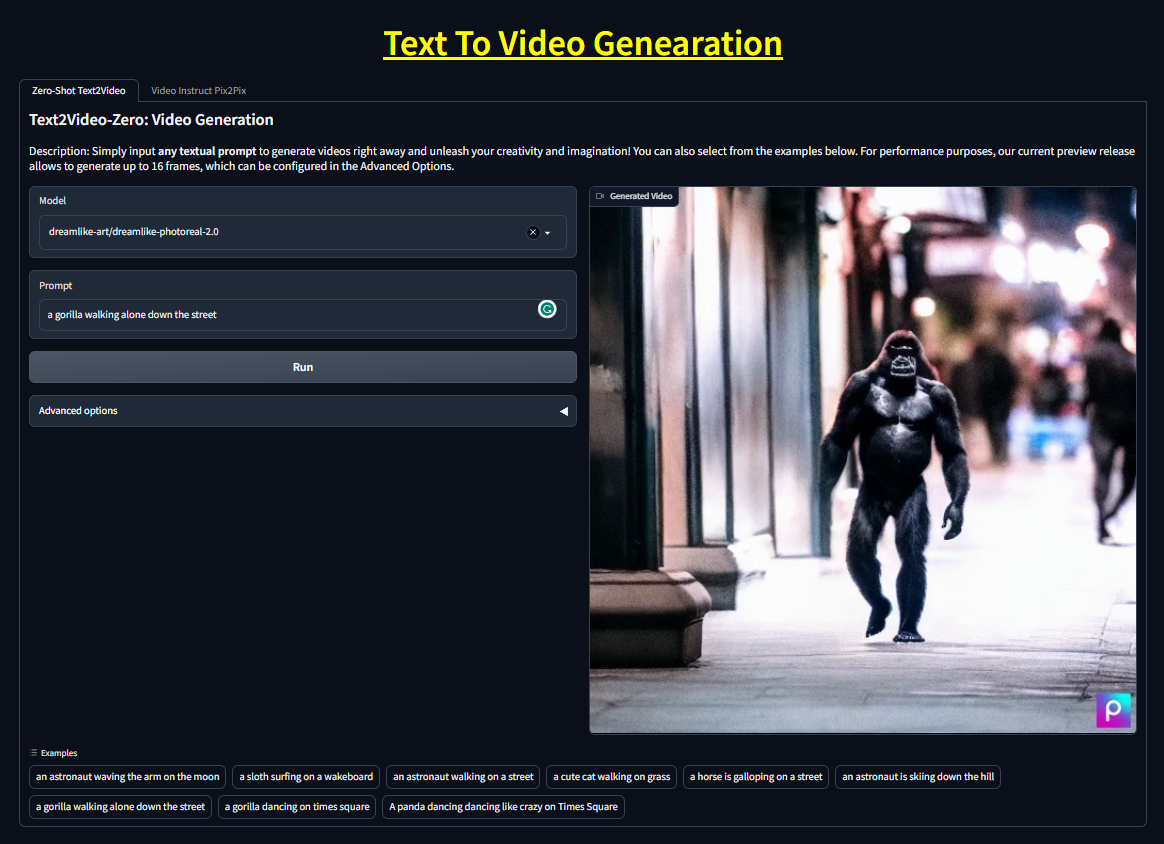 Text To Video Genearation
Zero-Shot Text2Video
Video Instruct Pix2Pix
Text2Video-Zero: Video Generation
Description: Simply input any textual prompt to generate videos right away and unleash your creativity and imagination! You can also select from the examples below. For performance purposes, our current preview release
allows to generate up to 16 frames, which can be configured in the Advanced Options.
Model
dreamlike-art/dreamlike-photoreal-2.0
Prompt
a gorilla walking alone down the street
G
Run
Advanced options
Generated Video
P
Examples
an astronaut waving the arm on the moon
a sloth surfing on a wakeboard
an astronaut walking on a street
a cute cat walking on grass
a horse is galloping on a street
an astronaut is skiing down the hill
a gorilla walking alone down the street
a gorilla dancing on times square
A panda dancing dancing like crazy on Times Square